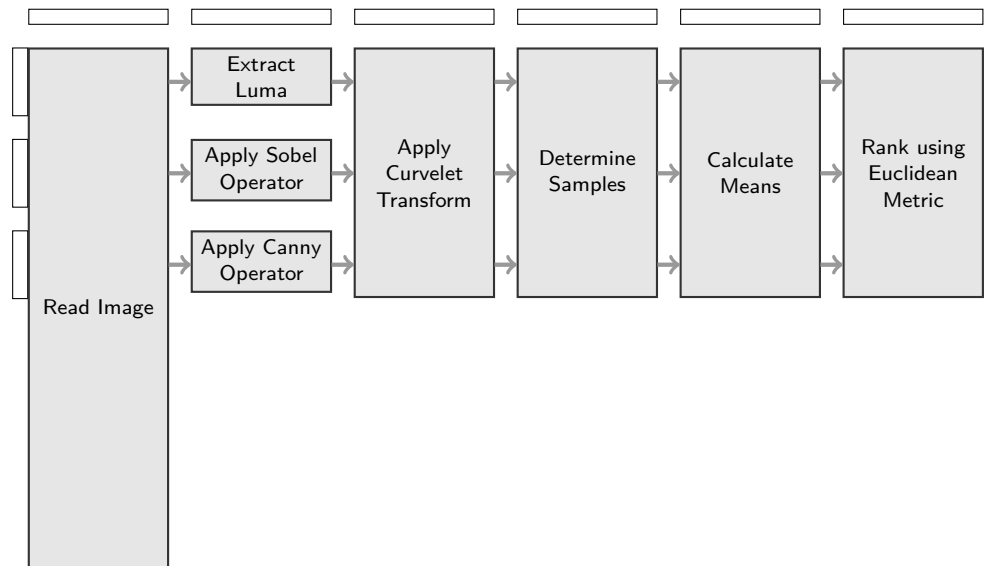 Read Image
Extract
Luma
Apply Sobel
Operator
Apply Canny
Operator
Apply
Curvelet
Transform
Determine
Samples
Calculate
Means
Rank using
Euclidean
Metric